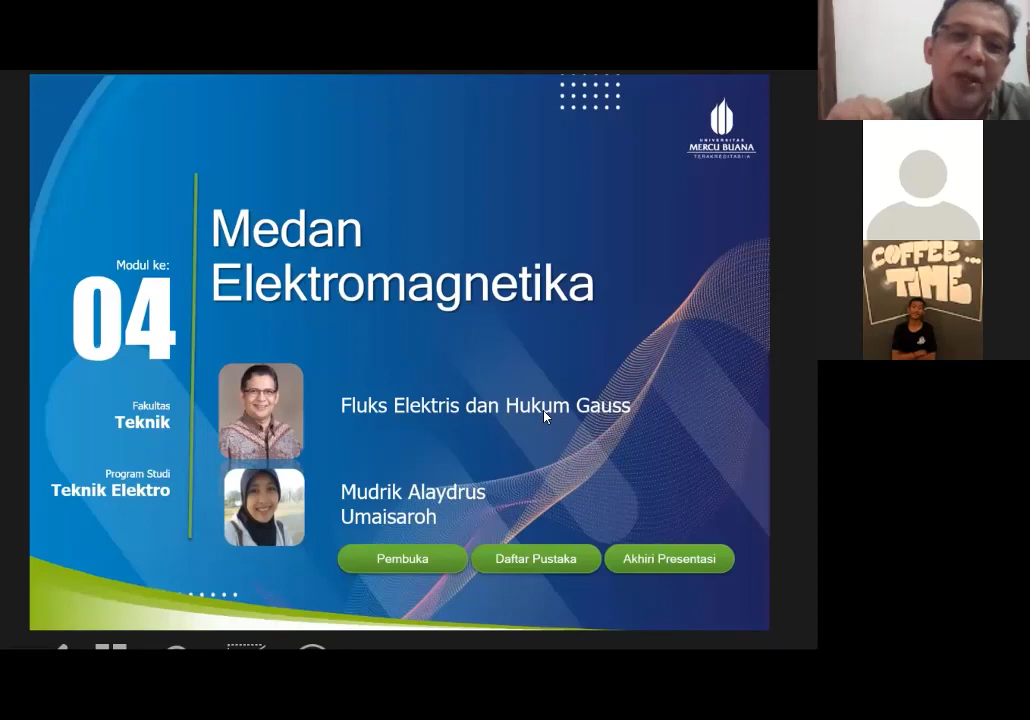 UNIVERSITAS
MERCU BUANA
TERAKREDITASI A
Medan
Elektromagnetika
Modul ke:
04
Fakultas
Teknik
Program Studi
Teknik Elektro
Fluks Elektris dan Hukum Gauss
Mudrik Alaydrus
Umaisaroh
Pembuka
Daftar Pustaka
Akhiri Presentasi
COFFEE...
TIME